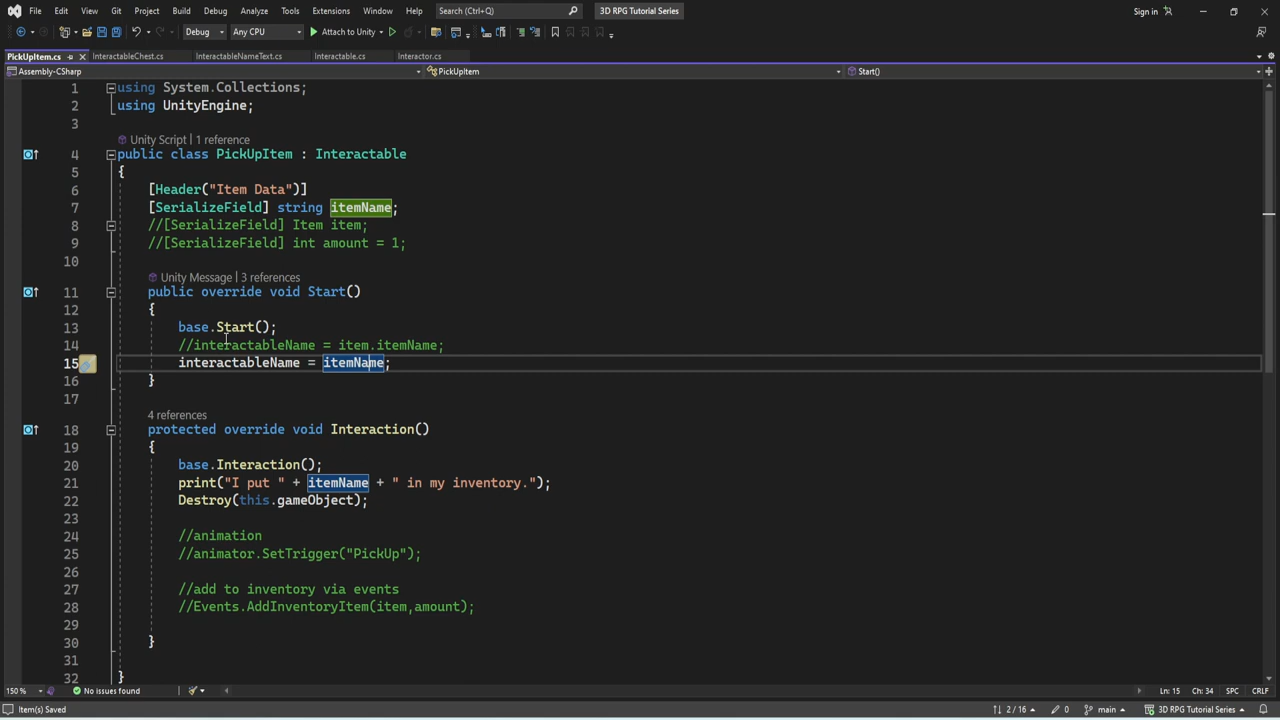 File Edit View Git Project Build Debug Analyze Tools Extensions Window Help Search (Ctrl+Q) 3D RPG Tutorial Series Sign in
Debug Any CPU Attach to Unity
PickUpItem.cs InteractableChest.cs InteractableNameText.cs Interactable.cs Interactor.cs
Assembly-CSharp PickUpItem Start()
1 using System.Collections;
2 using UnityEngine;
3
Unity Script | 1 reference
4 public class PickUpItem : Interactable
5 {
6 [Header("Item Data")]
7 [SerializeField] string itemName;
8 //[SerializeField] Item item;
9 //[SerializeField] int amount = 1;
10
Unity Message | 3 references
11 public override void Start()
12 {
13 base.Start();
14 //interactableName = item.itemName;
15 interactableName = itemName;
16 }
17
4 references
18 protected override void Interaction()
19 {
20 base.Interaction();
21 print("I put " + itemName + " in my inventory.");
22 Destroy(this.gameObject);
23
24 //animation
25 //animator.SetTrigger("PickUp");
26
27 //add to inventory via events
28 //Events.AddInventoryItem(item,amount);
29
30 }
31
32 }
150 % No issues found Ln: 15 Ch: 34 SPC CRLF
Item(s) Saved 2 / 16 0 main 3D RPG Tutorial Series